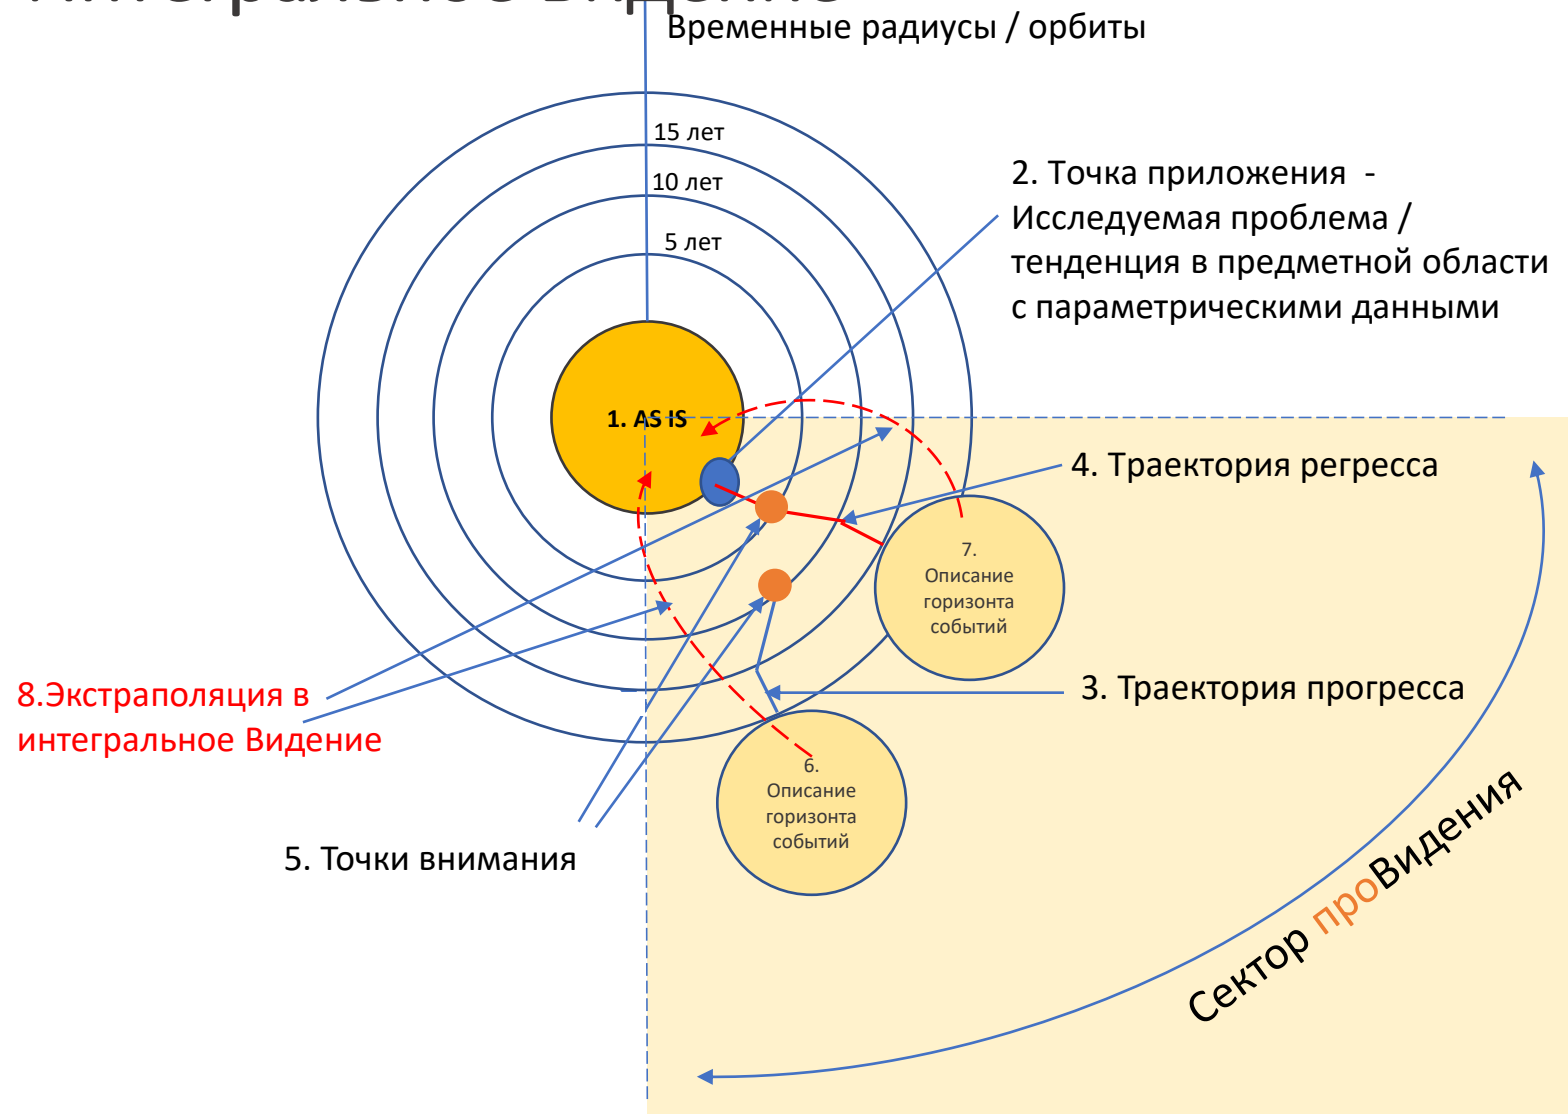 Интегральное Видение
Временные радиусы / орбиты
15 лет
10 лет
5 лет
2. Точка приложения -
Исследуемая проблема /
тенденция в предметной области
с параметрическими данными
1. AS IS
4. Траектория регресса
7.
Описание
горизонта
событий
3. Траектория прогресса
8.Экстраполяция в
интегральное Видение
6.
Описание
горизонта
событий
5. Точки внимания
Сектор проВидения